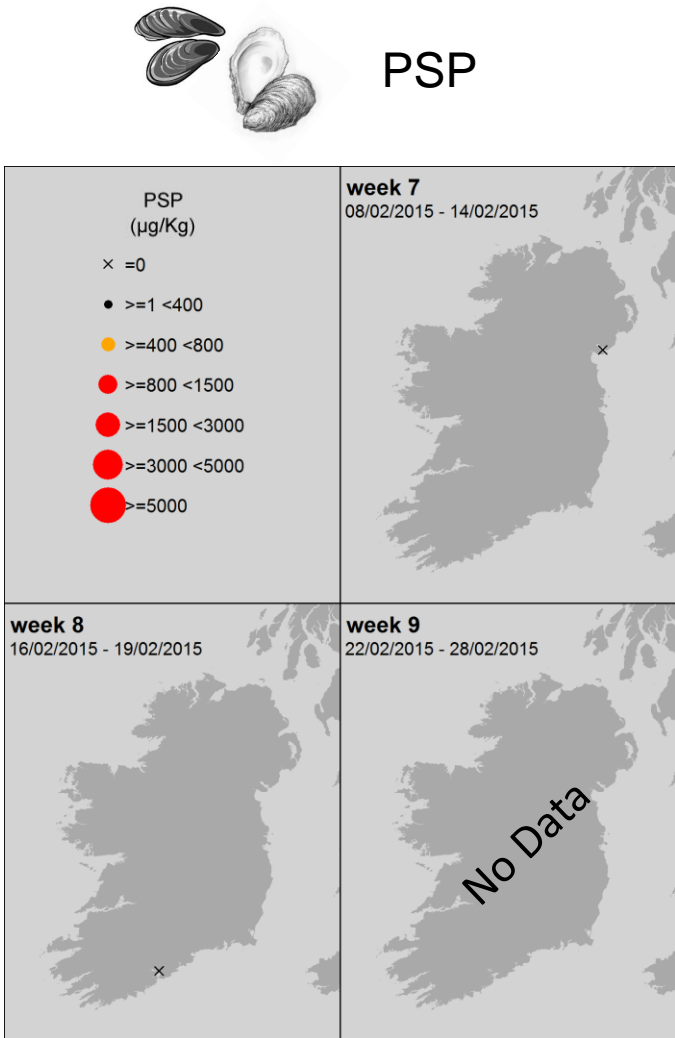 PSP
PSP
(µg/Kg)
=0
>=1 <400
>=400 <800
>=800 <1500
>=1500 <3000
>=3000 <5000
>=5000
week 7
08/02/2015 - 14/02/2015
week 8
16/02/2015 - 19/02/2015
week 9
22/02/2015 - 28/02/2015
No Data